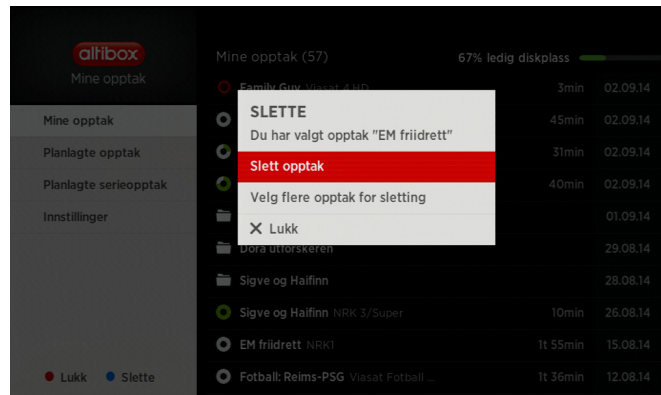 altibox
Mine opptak
Mine opptak (57) 67% ledig diskplass
Family Guy Viasat 4 HD 3min 02.09.14
Mine opptak 45min 02.09.14
Planlagte opptak 31min 02.09.14
Planlagte serieopptak 40min 02.09.14
Innstillinger 01.09.14
SLETTE
Du har valgt opptak "EM friidrett"
Slett opptak
Velg flere opptak for sletting
X Lukk
Dora utforskeren 29.08.14
Sigve og Haifinn 28.08.14
Sigve og Haifinn NRK 3/Super 10min 26.08.14
EM friidrett NRK1 1t 55min 15.08.14
Lukk Slette Fotball: Reims-PSG Viasat Fotball ... 1t 36min 12.08.14